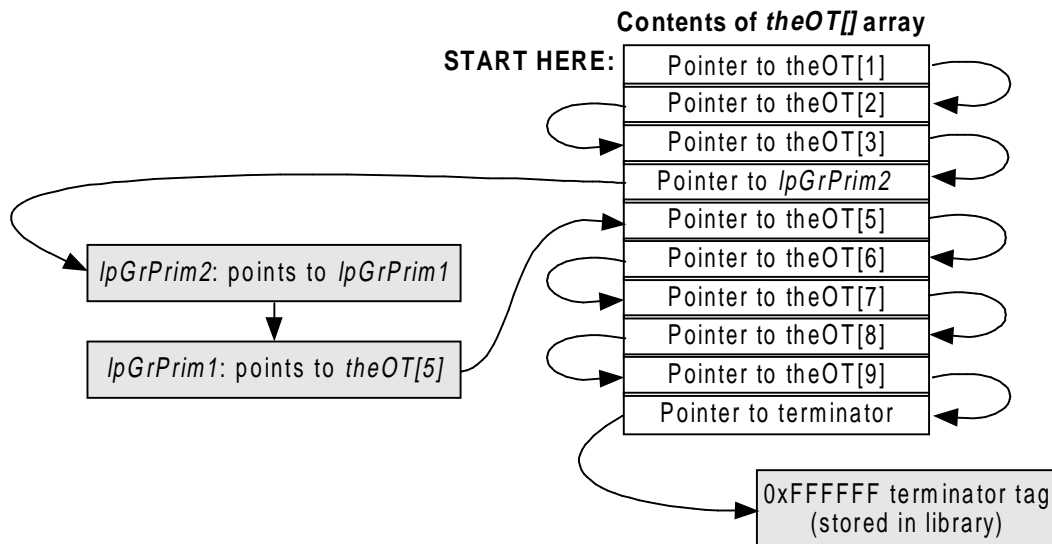 Contents of theOT[] array
START HERE:
Pointer to theOT[1]
Pointer to theOT[2]
Pointer to theOT[3]
Pointer to lpGrPrim2
Pointer to theOT[5]
Pointer to theOT[6]
Pointer to theOT[7]
Pointer to theOT[8]
Pointer to theOT[9]
Pointer to terminator
lpGrPrim2: points to lpGrPrim1
lpGrPrim1: points to theOT[5]
0xFFFFFF terminator tag
(stored in library)